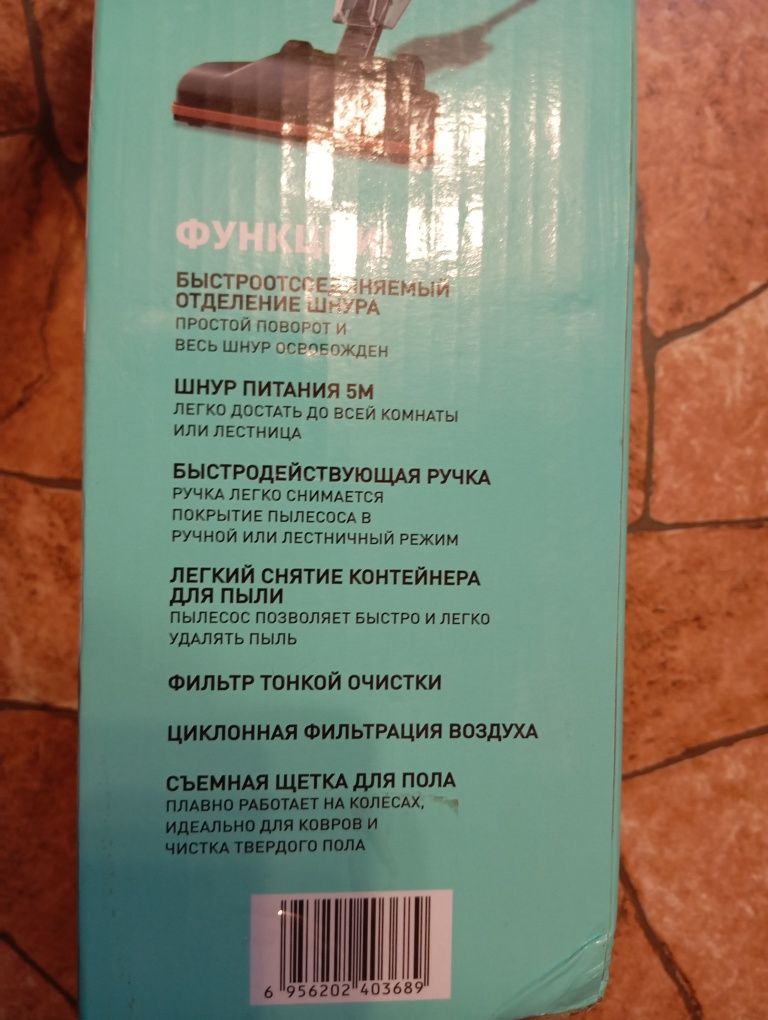 ФУНКЦИИ
БЫСТРООТСОЕДИНЯЕМЫЙ
ОТДЕЛЕНИЕ ШНУРА
ПРОСТОЙ ПОВОРОТ И
ВЕСЬ ШНУР ОСВОБОЖДЕН
ШНУР ПИТАНИЯ 5М
ЛЕГКО ДОСТАТЬ ДО ВСЕЙ КОМНАТЫ
ИЛИ ЛЕСТНИЦА
БЫСТРОДЕЙСТВУЮЩАЯ РУЧКА
РУЧКА ЛЕГКО СНИМАЕТСЯ
ПОКРЫТИЕ ПЫЛЕСОСА В
РУЧНОЙ ИЛИ ЛЕСТНИЧНЫЙ РЕЖИМ
ЛЕГКИЙ СНЯТИЕ КОНТЕЙНЕРА
ДЛЯ ПЫЛИ
ПЫЛЕСОС ПОЗВОЛЯЕТ БЫСТРО И ЛЕГКО
УДАЛЯТЬ ПЫЛЬ
ФИЛЬТР ТОНКОЙ ОЧИСТКИ
ЦИКЛОННАЯ ФИЛЬТРАЦИЯ ВОЗДУХА
СЪЕМНАЯ ЩЕТКА ДЛЯ ПОЛА
ПЛАВНО РАБОТАЕТ НА КОЛЕСАХ,
ИДЕАЛЬНО ДЛЯ КОВРОВ И
ЧИСТКА ТВЕРДОГО ПОЛА
6 956202 403689